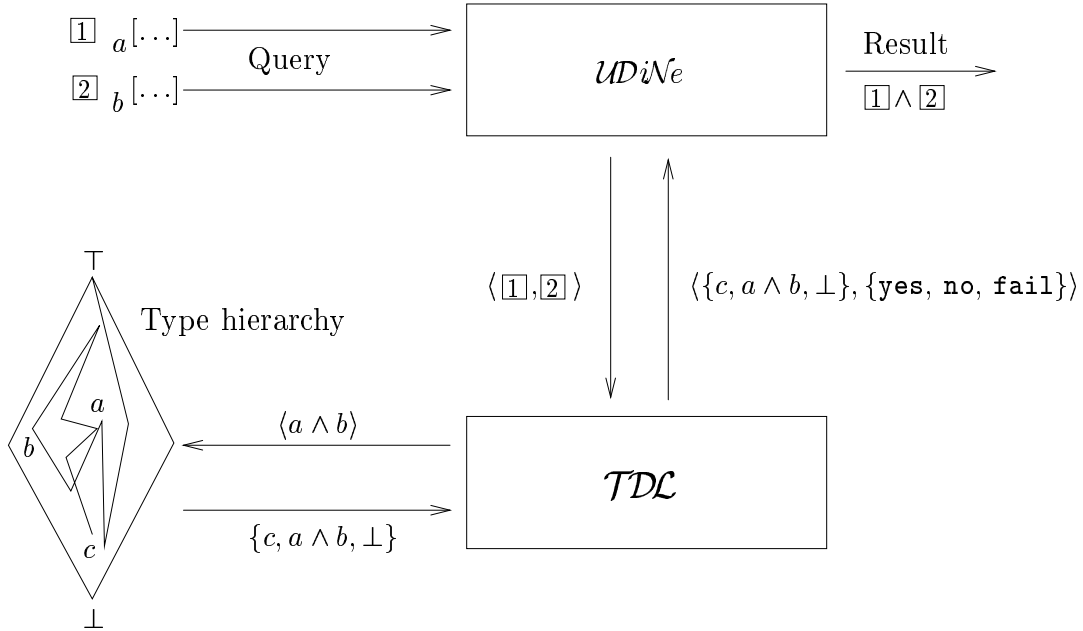 1 a[...]
Query
2 b[...]
UDiNe
Result
1 ∧ 2
⟨ 1 , 2 ⟩
⟨{c, a ∧ b, ⊥}, {yes, no, fail}⟩
⊤
Type hierarchy
a
b
c
⊥
⟨a ∧ b⟩
{c, a ∧ b, ⊥}
TDL